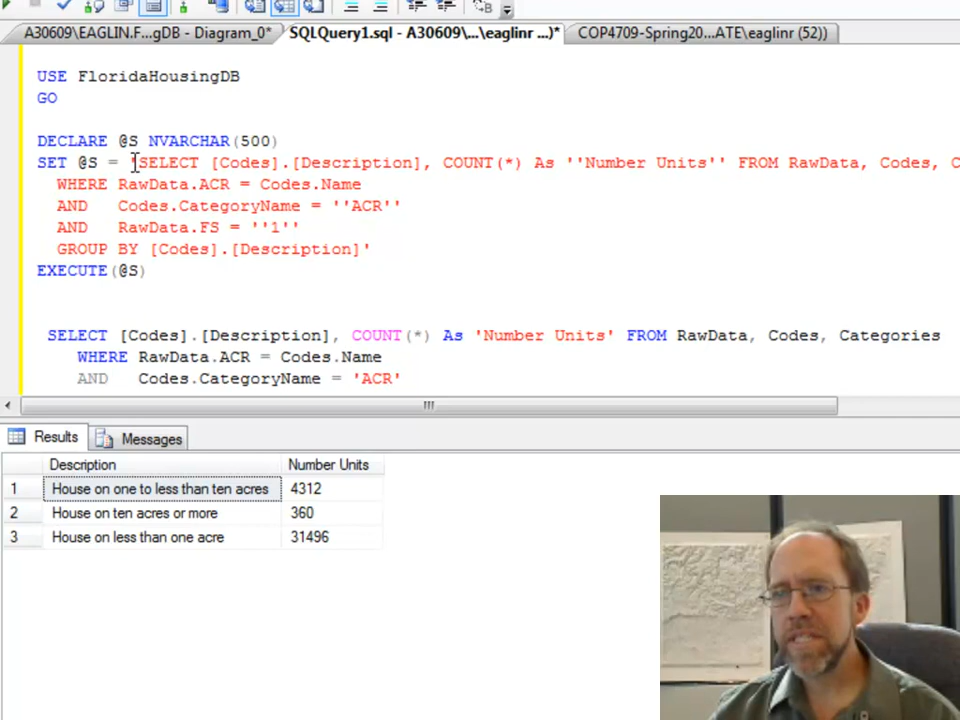 A30609\EAGLIN.F...gDB - Diagram_0* SQLQuery1.sql - A30609\...\eaglinr ...)* COP4709-Spring20...ATE\eaglinr (52))
USE FloridaHousingDB
GO
DECLARE @S NVARCHAR(500)
SET @S = 'SELECT [Codes].[Description], COUNT(*) As ''Number Units'' FROM RawData, Codes, C
WHERE RawData.ACR = Codes.Name
AND Codes.CategoryName = ''ACR''
AND RawData.FS = ''1''
GROUP BY [Codes].[Description]'
EXECUTE(@S)
SELECT [Codes].[Description], COUNT(*) As 'Number Units' FROM RawData, Codes, Categories
WHERE RawData.ACR = Codes.Name
AND Codes.CategoryName = 'ACR'
Results Messages
Description Number Units
1 House on one to less than ten acres 4312
2 House on ten acres or more 360
3 House on less than one acre 31496